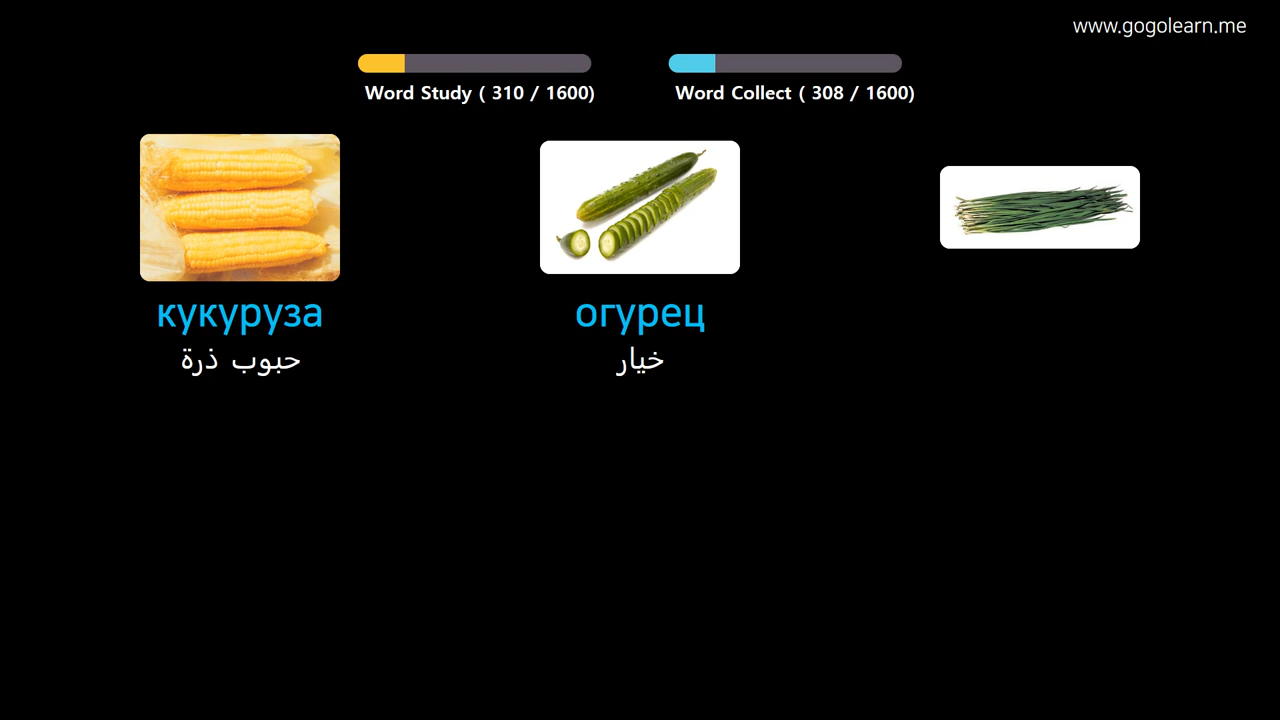 www.gogolearn.me
Word Study ( 310 / 1600)
Word Collect ( 308 / 1600)
кукуруза
حبوب ذرة
огурец
خيار